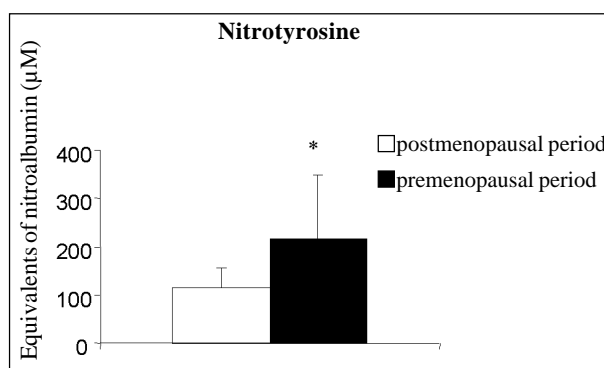 Nitrotyrosine
Equivalents of nitroalbumin (µM)
400
300
200
100
0
*
postmenopausal period
premenopausal period